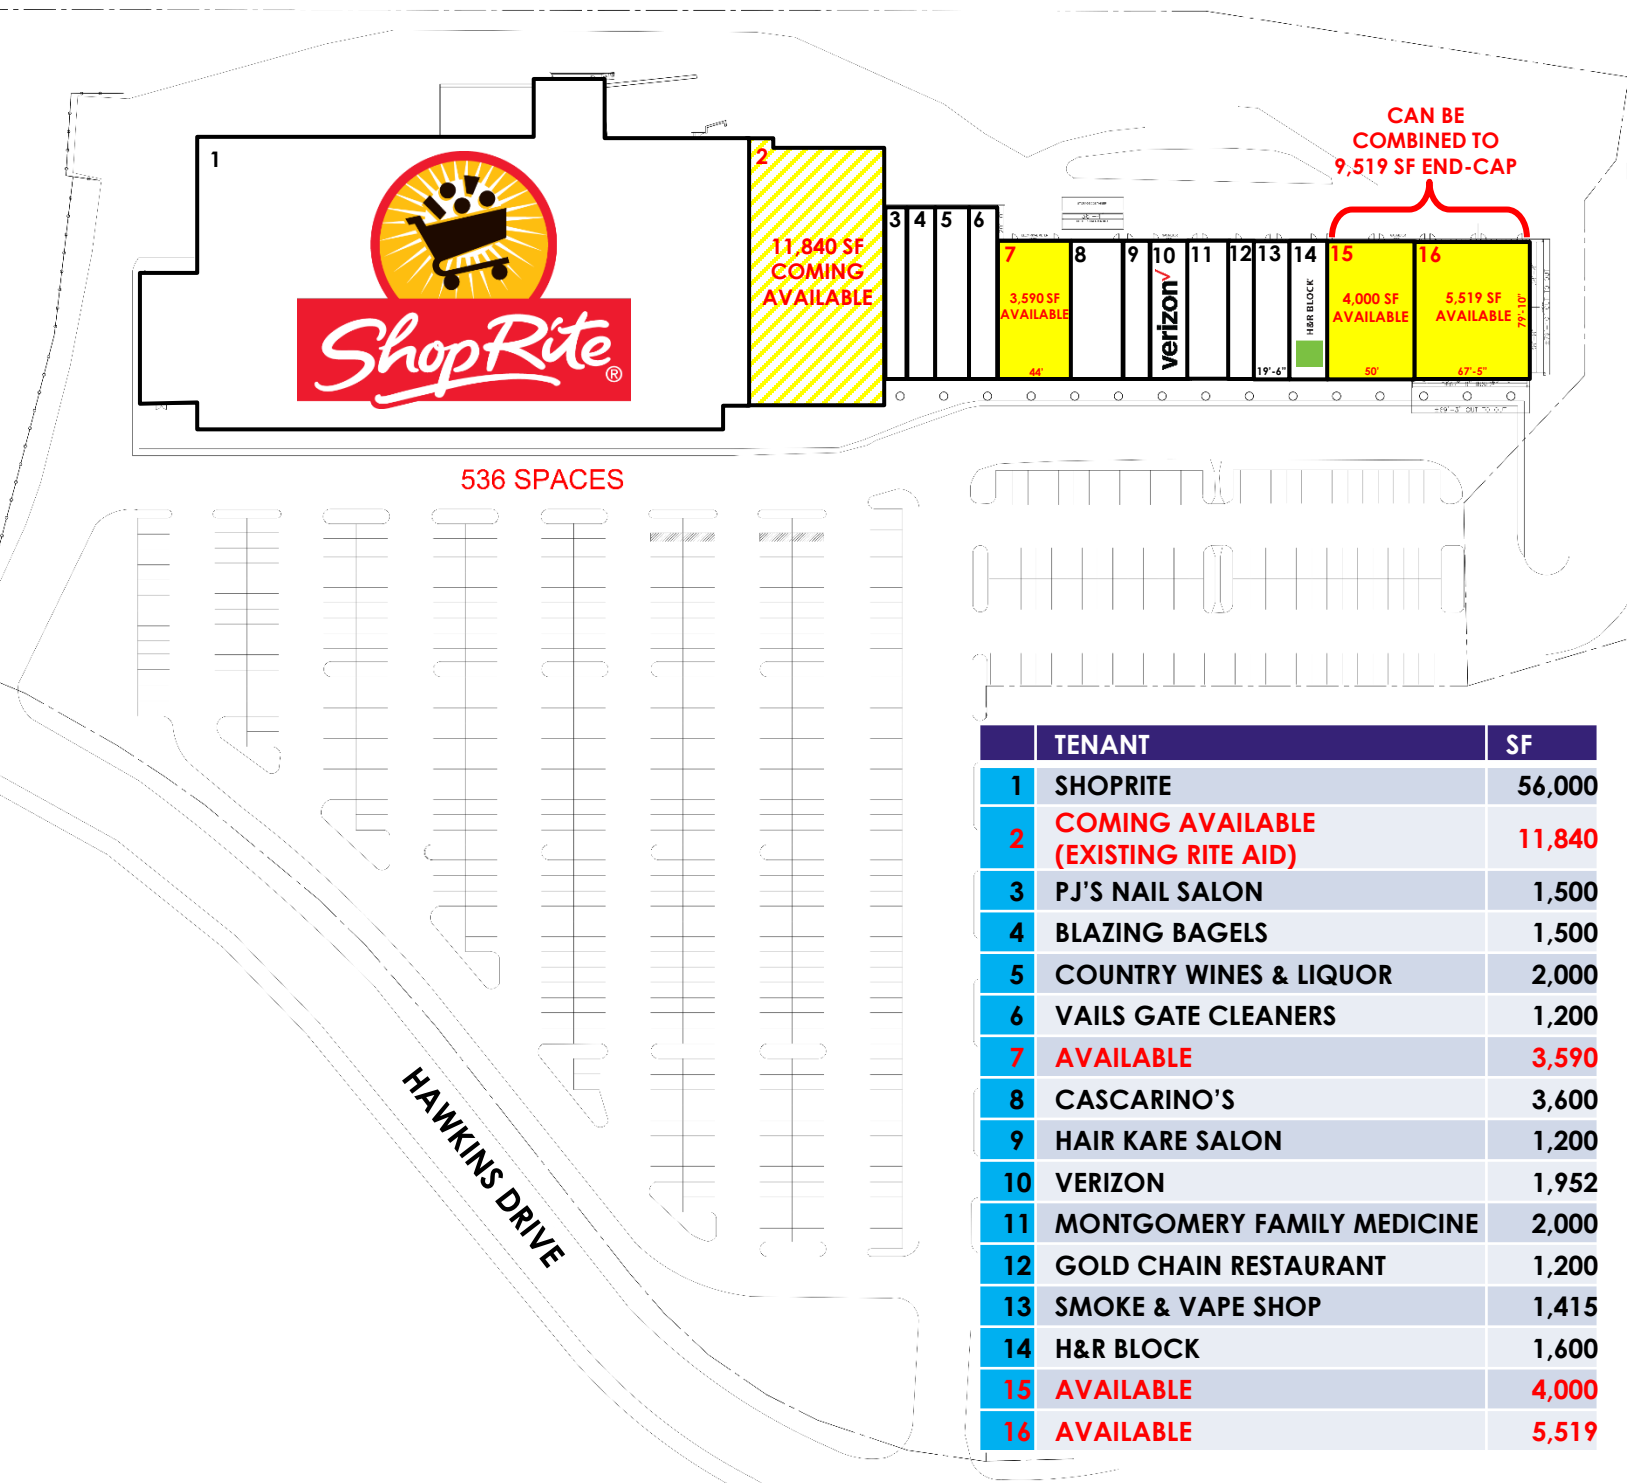 CAN BE
COMBINED TO
9,519 SF END-CAP
1
2
3
4
5
6
7
8
9
10
11
12
13
14
15
16
ShopRite®
11,840 SF
COMING
AVAILABLE
3,590 SF
AVAILABLE
44'
verizon
19'-6"
H&R BLOCK
4,000 SF
AVAILABLE
50'
5,519 SF
AVAILABLE
79'-10"
67'-5"
536 SPACES
HAWKINS DRIVE
TENANT SF
1 SHOPRITE 56,000
2 COMING AVAILABLE
(EXISTING RITE AID) 11,840
3 PJ'S NAIL SALON 1,500
4 BLAZING BAGELS 1,500
5 COUNTRY WINES & LIQUOR 2,000
6 VAILS GATE CLEANERS 1,200
7 AVAILABLE 3,590
8 CASCARINO'S 3,600
9 HAIR KARE SALON 1,200
10 VERIZON 1,952
11 MONTGOMERY FAMILY MEDICINE 2,000
12 GOLD CHAIN RESTAURANT 1,200
13 SMOKE & VAPE SHOP 1,415
14 H&R BLOCK 1,600
15 AVAILABLE 4,000
16 AVAILABLE 5,519